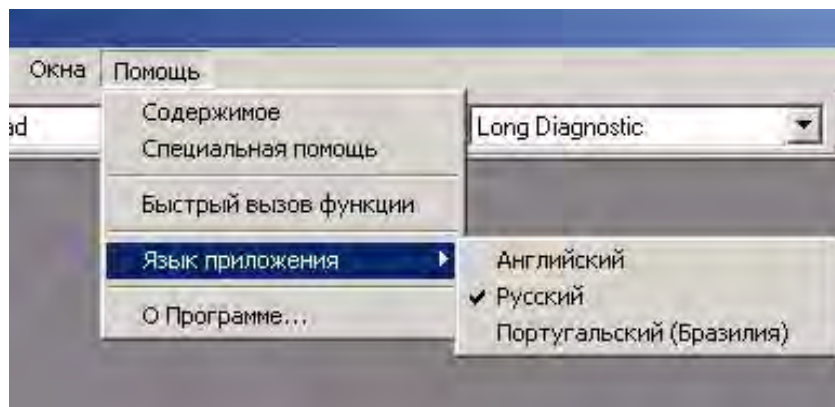 Окна Помощь
ad
Содержимое
Long Diagnostic
Специальная помощь
Быстрый вызов функции
Язык приложения
Английский
Русский
Португальский (Бразилия)
О Программе...